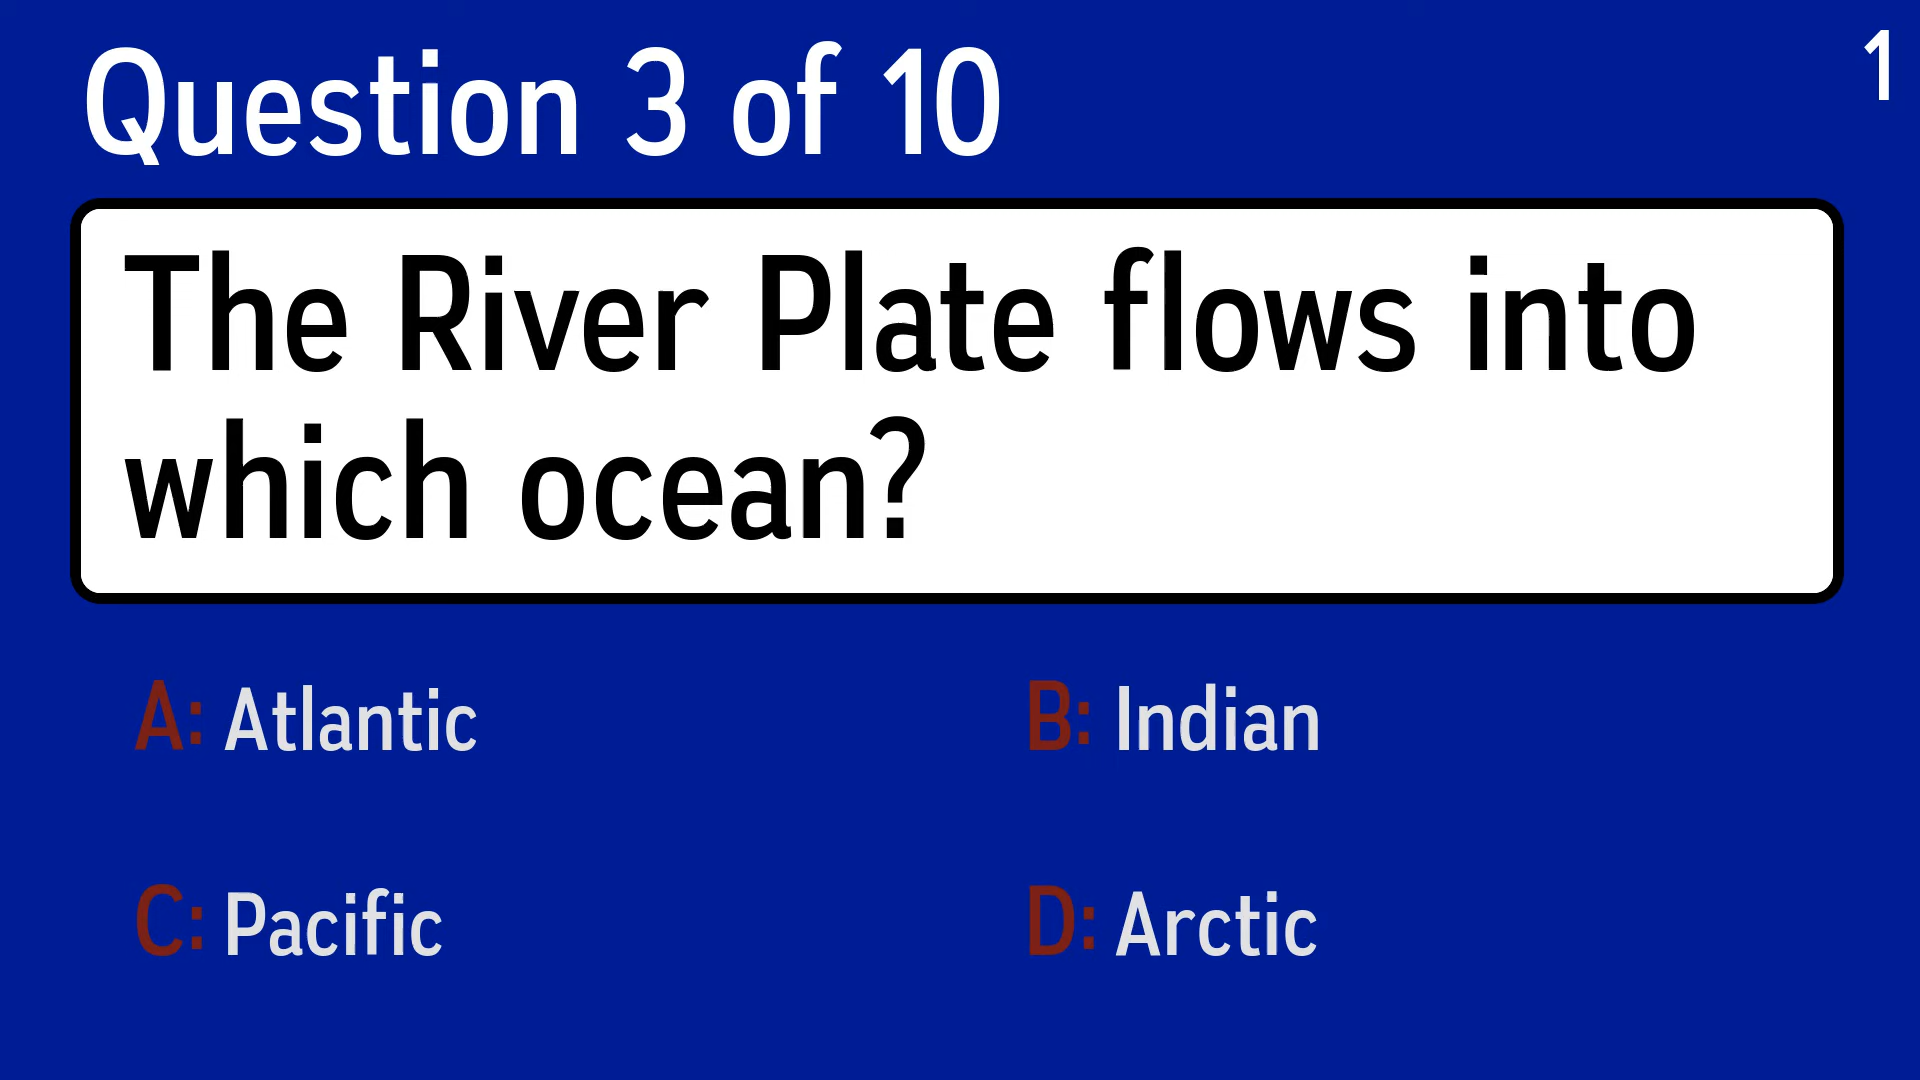 Question 3 of 10
1
The River Plate flows into
which ocean?
A: Atlantic
B: Indian
C: Pacific
D: Arctic